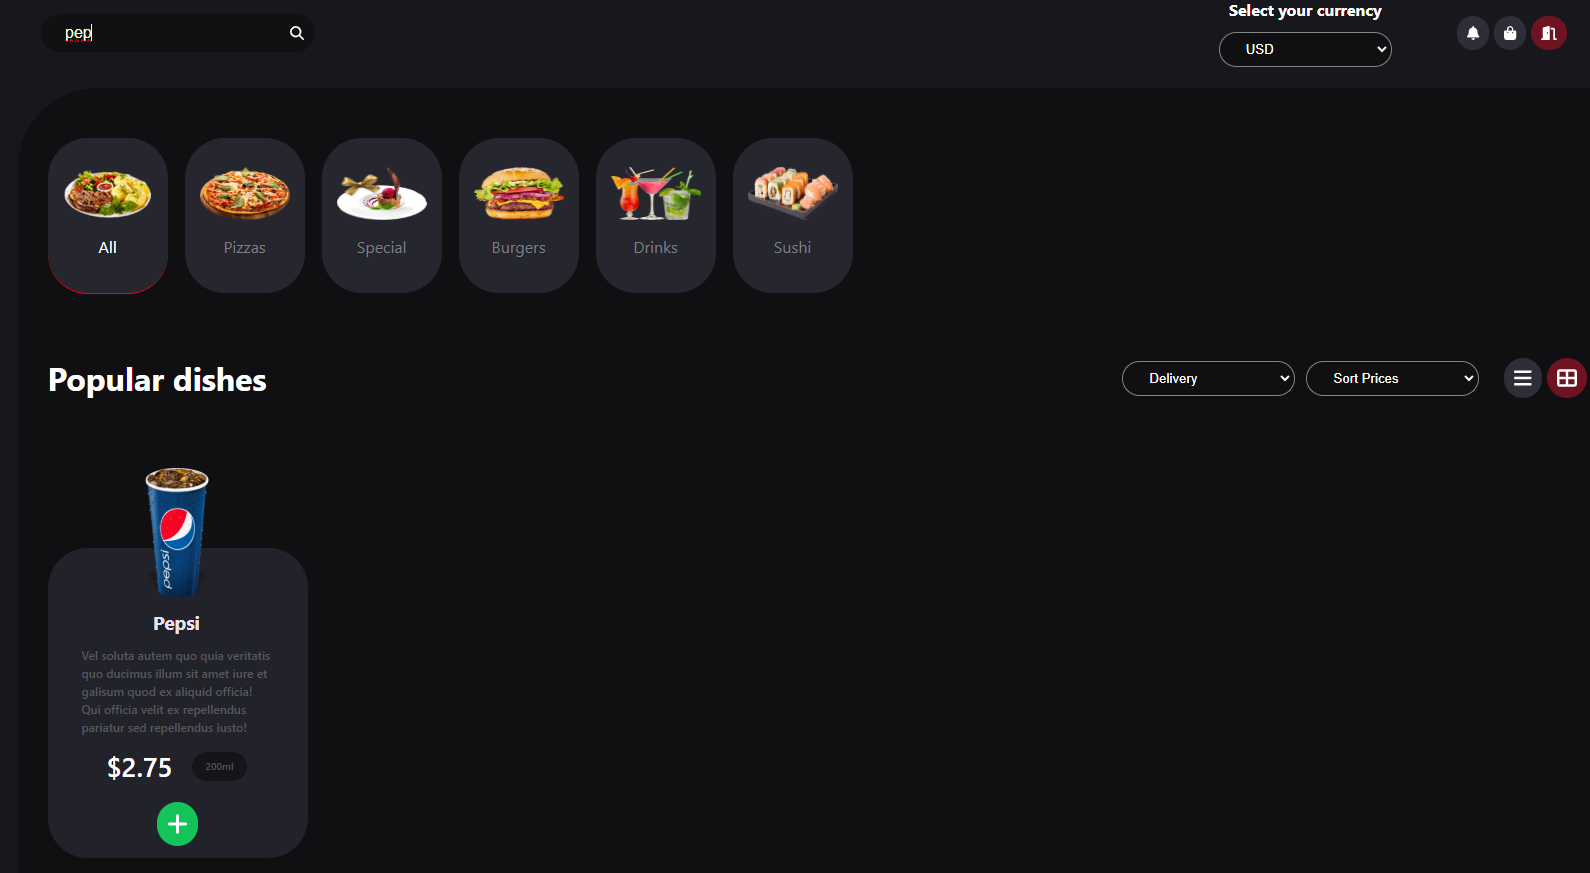 pep
Select your currency
USD
All
Pizzas
Special
Burgers
Drinks
Sushi
Popular dishes
Delivery
Sort Prices
pepsi
Pepsi
Vel soluta autem quo quia veritatis
quo ducimus illum sit amet iure et
galisum quod ex aliquid officia!
Qui officia velit ex repellendus
pariatur sed repellendus iusto!
$2.75
200ml